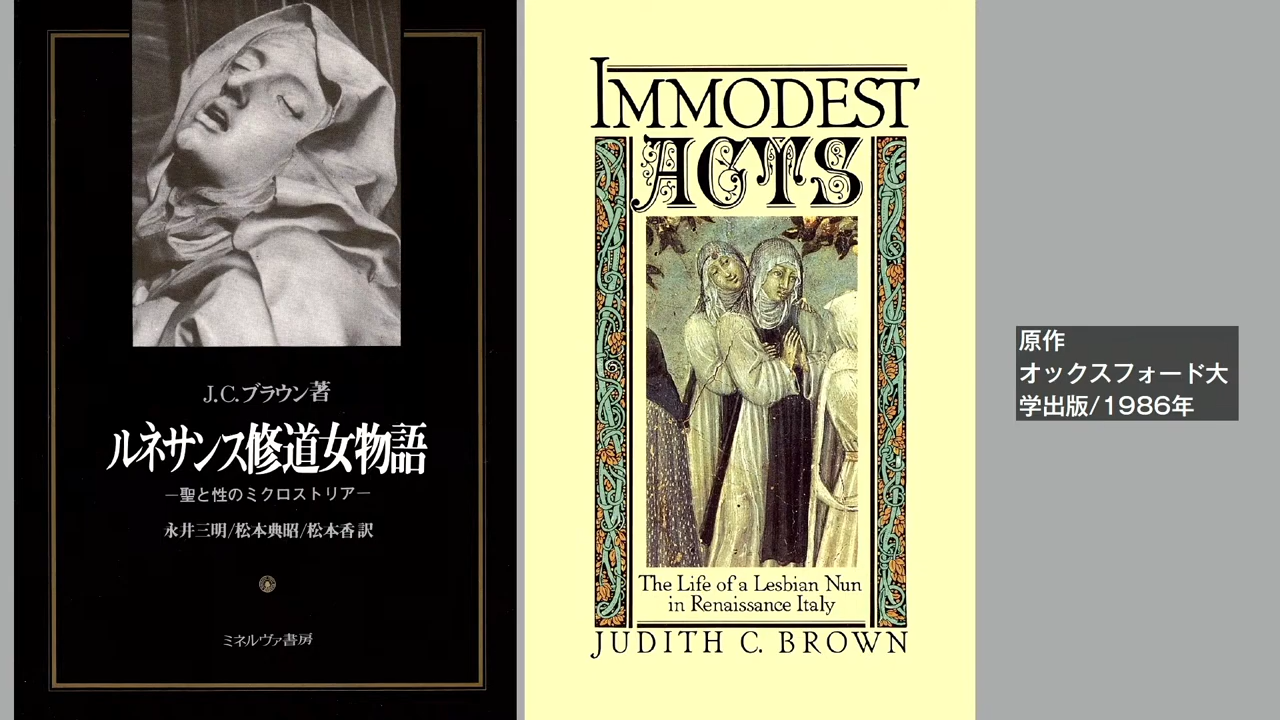 J.C.ブラウン著
ルネサンス修道女物語
―聖と性のミクロストリア―
永井三明/松本典昭/松本香訳
ミネルヴァ書房
IMMODEST
ACTS
The Life of a Lesbian Nun
in Renaissance Italy
JUDITH C. BROWN
原作
オックスフォード大
学出版/1986年